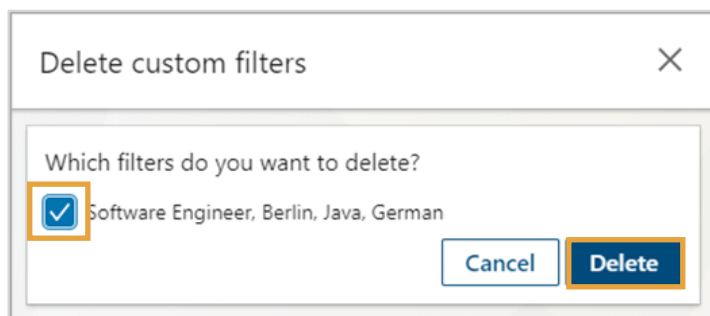 Delete custom filters
Which filters do you want to delete?
Software Engineer, Berlin, Java, German
Cancel
Delete